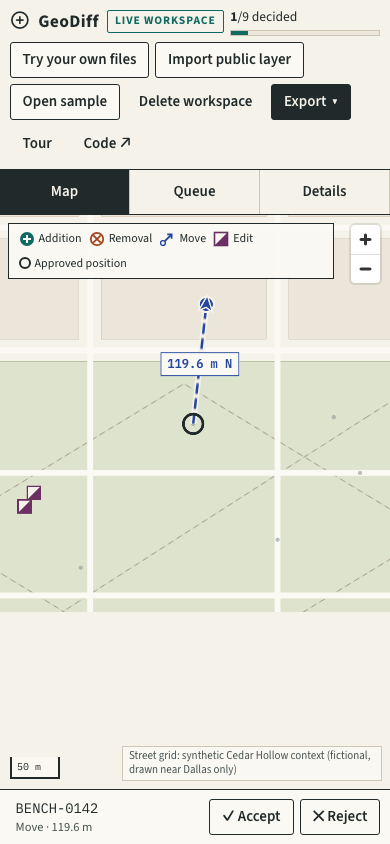 GeoDiff LIVE WORKSPACE 1/9 decided
Try your own files Import public layer
Open sample Delete workspace Export ▾
Tour Code ↗
Map Queue Details
Addition Removal Move Edit
Approved position
+
−
119.6 m N
50 m
Street grid: synthetic Cedar Hollow context (fictional,
drawn near Dallas only)
BENCH-0142
Move · 119.6 m
✓ Accept ✕ Reject